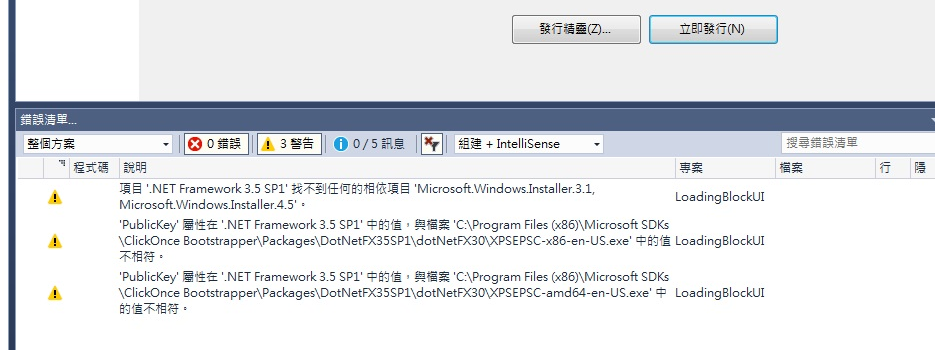 發行精靈(Z)...
立即發行(N)
錯誤清單...
整個方案
0 錯誤
3 警告
0 / 5 訊息
組建 + IntelliSense
搜尋錯誤清單
程式碼
說明
專案
檔案
行
隱
項目 '.NET Framework 3.5 SP1' 找不到任何的相依項目 'Microsoft.Windows.Installer.3.1,
Microsoft.Windows.Installer.4.5'。
LoadingBlockUI
'PublicKey' 屬性在 '.NET Framework 3.5 SP1' 中的值，與檔案 'C:\Program Files (x86)\Microsoft SDKs
\ClickOnce Bootstrapper\Packages\DotNetFX35SP1\dotNetFX30\XPSEPSC-x86-en-US.exe' 中的值
不相符。
LoadingBlockUI
'PublicKey' 屬性在 '.NET Framework 3.5 SP1' 中的值，與檔案 'C:\Program Files (x86)\Microsoft SDKs
\ClickOnce Bootstrapper\Packages\DotNetFX35SP1\dotNetFX30\XPSEPSC-amd64-en-US.exe' 中
的值不相符。
LoadingBlockUI